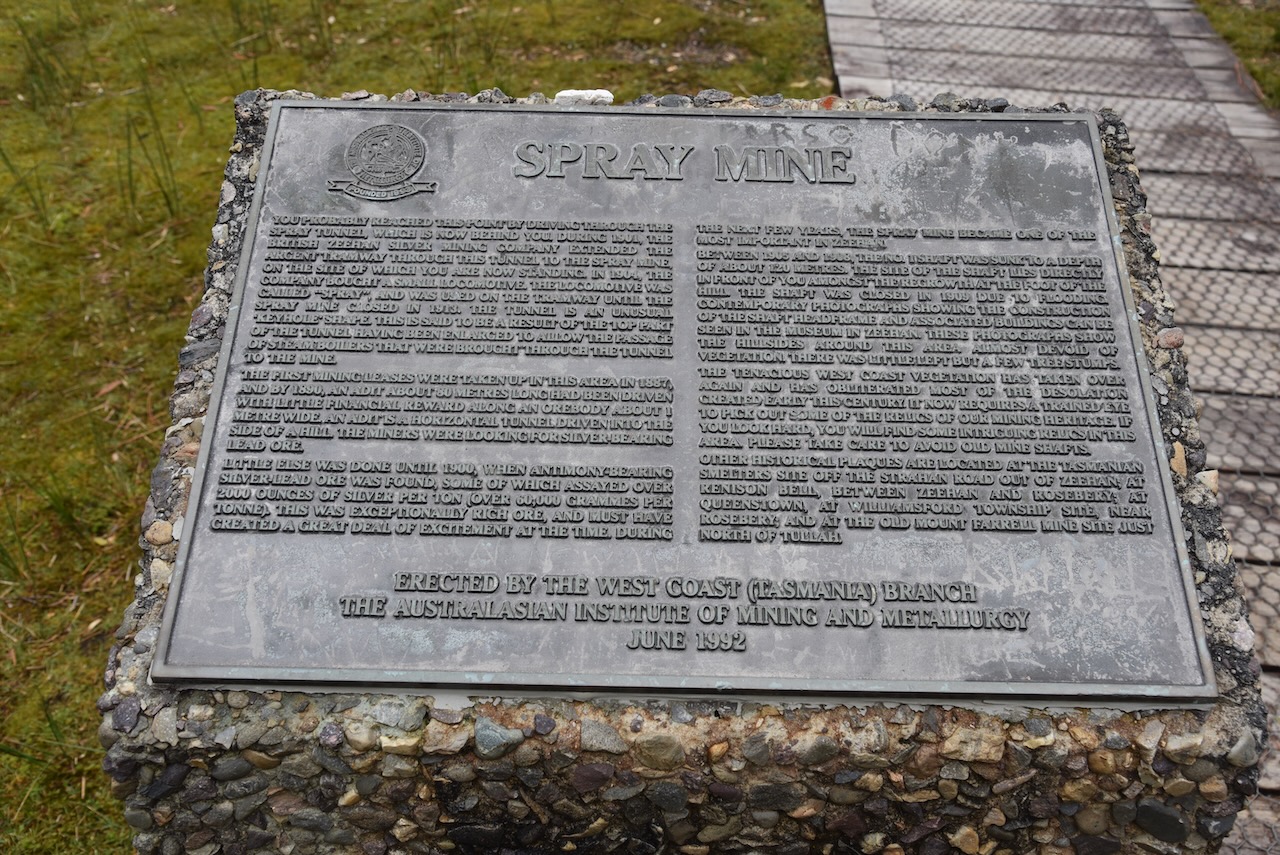 SPRAY MINE
FOUNDED 1893
YOU PROBABLY REACHED THIS POINT BY DRIVING THROUGH THE
SPRAY TUNNEL WHICH IS NOW BEHIND YOU. DURING 1901, THE
BRITISH ZEEHAN SILVER MINING COMPANY EXTENDED THE
ARGENT TRAMWAY THROUGH THIS TUNNEL TO THE SPRAY MINE,
ON THE SITE OF WHICH YOU ARE NOW STANDING. IN 1904, THE
COMPANY BOUGHT A SMALL LOCOMOTIVE. THE LOCOMOTIVE WAS
NAMED "SPRAY", AND WAS USED ON THE TRAMWAY UNTIL THE
SPRAY MINE CLOSED IN 1913. THE TUNNEL IS AN UNUSUAL
"KEYHOLE" SHAPE. THIS IS SAID TO BE A RESULT OF THE TOP PART
OF THE TUNNEL HAVING BEEN ENLARGED TO ALLOW THE PASSAGE
OF STEAM BOILERS THAT WERE BROUGHT THROUGH THE TUNNEL
TO THE MINE.
THE FIRST MINING LEASES WERE TAKEN UP IN THIS AREA IN 1887,
AND BY 1890, AN ADIT ABOUT 80 METRES LONG HAD BEEN DRIVEN
WITH LITTLE FINANCIAL REWARD ALONG AN OREBODY ABOUT 1
METRE WIDE. AN ADIT IS A HORIZONTAL TUNNEL DRIVEN INTO THE
SIDE OF A HILL. THE MINERS WERE LOOKING FOR SILVER-BEARING
LEAD ORE.
LITTLE ELSE WAS DONE UNTIL 1900, WHEN ANTIMONY-BEARING
SILVER-LEAD ORE WAS FOUND, SOME OF WHICH ASSAYED OVER
2000 OUNCES OF SILVER PER TON (OVER 60,000 GRAMMES PER
TONNE). THIS WAS EXCEPTIONALLY RICH ORE, AND MUST HAVE
CREATED A GREAT DEAL OF EXCITEMENT AT THE TIME. DURING
THE NEXT FEW YEARS, THE SPRAY MINE BECAME ONE OF THE
MOST IMPORTANT IN ZEEHAN.
BETWEEN 1905 AND 1908, THE NO. 1 SHAFT WAS SUNK TO A DEPTH
OF ABOUT 120 METRES. THE SITE OF THE SHAFT LIES DIRECTLY
IN FRONT OF YOU AMONGST THE REGROWTH AT THE FOOT OF THE
HILL. THE SHAFT WAS CLOSED IN 1909 DUE TO FLOODING.
CONTEMPORARY PHOTOGRAPHS SHOWING THE CONSTRUCTION
OF THE SHAFT HEADFRAME AND ASSOCIATED BUILDINGS CAN BE
SEEN IN THE MUSEUM IN ZEEHAN. THE PHOTOGRAPHS SHOW
THE HILLSIDES AROUND THIS AREA ALMOST DEVOID OF
VEGETATION. THERE WAS LITTLE LEFT BUT A FEW TREE STUMPS.
THE TENACIOUS WEST COAST VEGETATION HAS TAKEN OVER
AGAIN AND HAS OBLITERATED MOST OF THE DESOLATION
CREATED EARLY THIS CENTURY. IT NOW REQUIRES A TRAINED EYE
TO PICK OUT SOME OF THE RELICS OF OUR MINING HERITAGE. IF
YOU LOOK HARD, YOU WILL FIND SOME INTRIGUING RELICS IN THIS
AREA. PLEASE TAKE CARE TO AVOID OLD MINE SHAFTS.
OTHER HISTORICAL PLAQUES ARE LOCATED AT THE TASMANIAN
SMELTERS SITE OFF THE STRAHAN ROAD OUT OF ZEEHAN; AT
RENISON BELL, BETWEEN ZEEHAN AND ROSEBERY; AT
QUEENSTOWN, AT WILLIAMSFORD TOWNSHIP SITE, NEAR
ROSEBERY; AND AT THE OLD MOUNT FARRELL MINE SITE JUST
NORTH OF TULLAH.
ERECTED BY THE WEST COAST (TASMANIA) BRANCH
THE AUSTRALASIAN INSTITUTE OF MINING AND METALLURGY
JUNE 1992